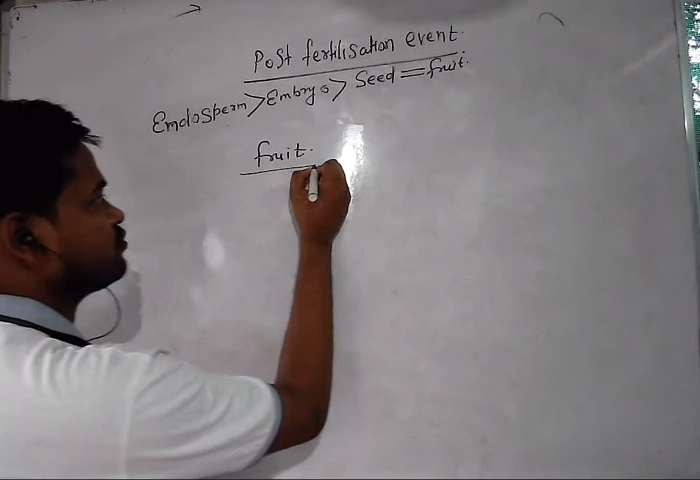 Post fertilisation event.
Endosperm > Embryo > Seed = fruit.
fruit.